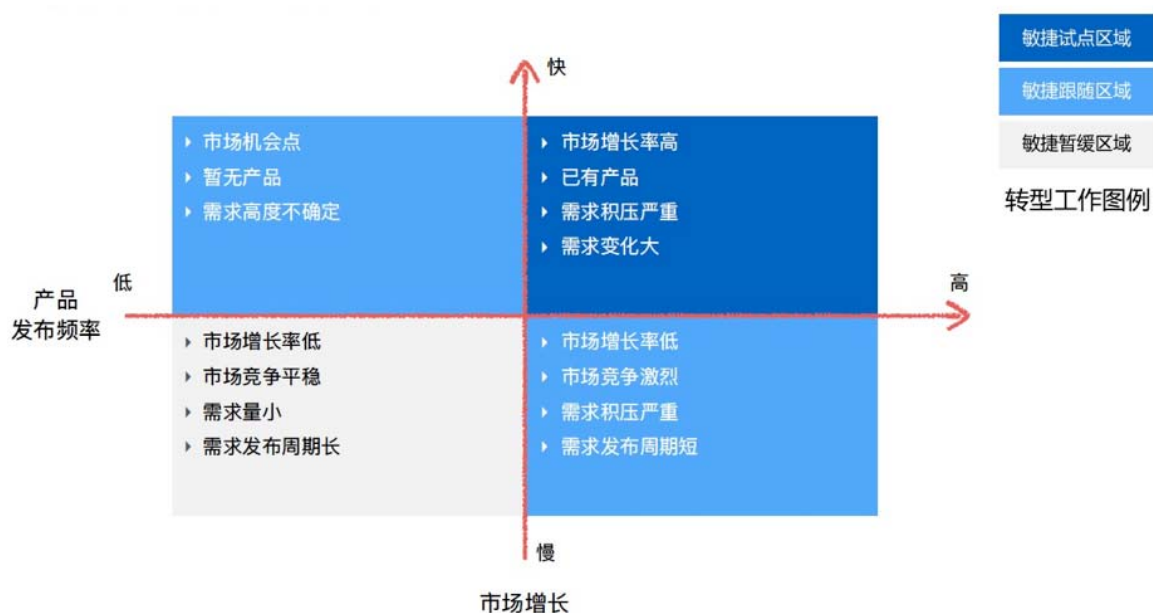 敏捷试点区域
敏捷跟随区域
敏捷暂缓区域
转型工作图例
快
市场机会点
暂无产品
需求高度不确定
市场增长率高
已有产品
需求积压严重
需求变化大
低
高
产品
发布频率
市场增长率低
市场竞争平稳
需求量小
需求发布周期长
市场增长率低
市场竞争激烈
需求积压严重
需求发布周期短
慢
市场增长